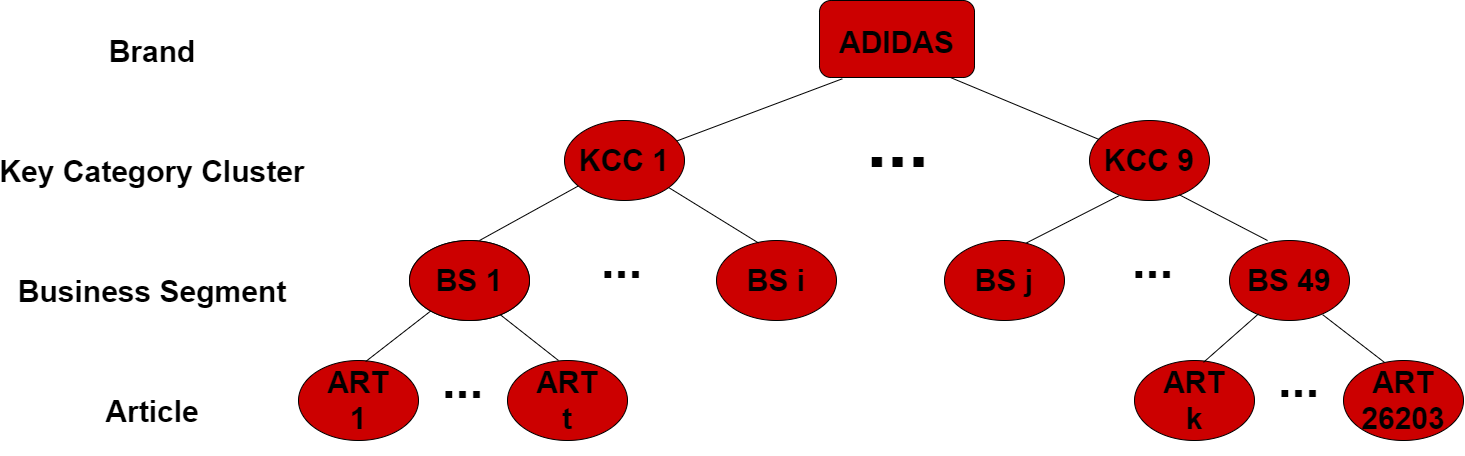 Brand
ADIDAS
Key Category Cluster
KCC 1
...
KCC 9
Business Segment
BS 1
...
BS i
BS j
...
BS 49
Article
ART
1
...
ART
t
ART
k
...
ART
26203